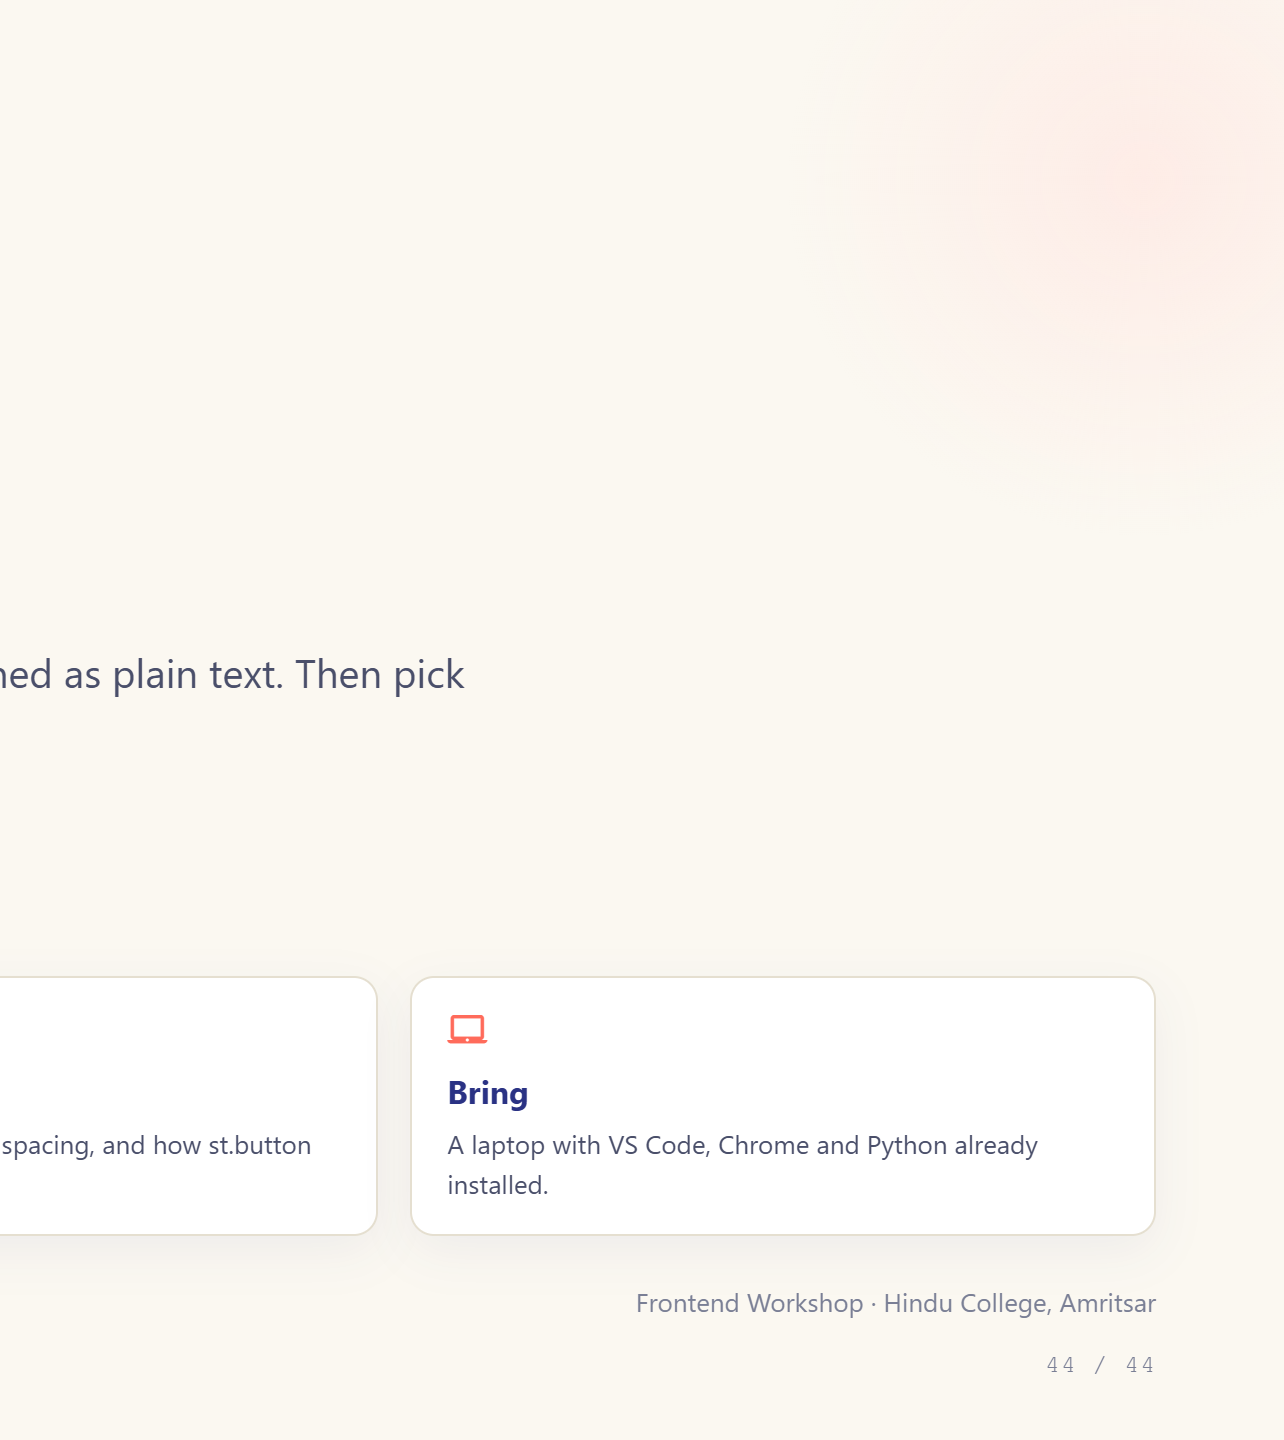 ed as plain text. Then pick
spacing, and how st.button
Bring
A laptop with VS Code, Chrome and Python already
installed.
Frontend Workshop · Hindu College, Amritsar
44 / 44